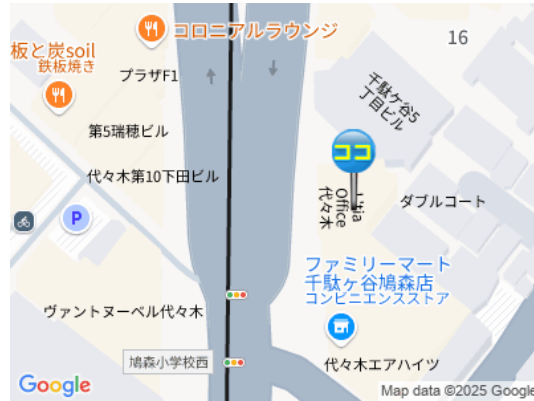 コロニアルラウンジ
板と炭soil
鉄板焼き
プラザF1
16
千駄ケ谷5
丁目ビル
第5瑞穂ビル
ココ
代々木第10下田ビル
P
Office
代々木
ダブルコート
ファミリーマート
千駄ヶ谷鳩森店
コンビニエンスストア
ヴァントヌーベル代々木
鳩森小学校西
代々木エアハイツ
Google
Map data ©2025 Google